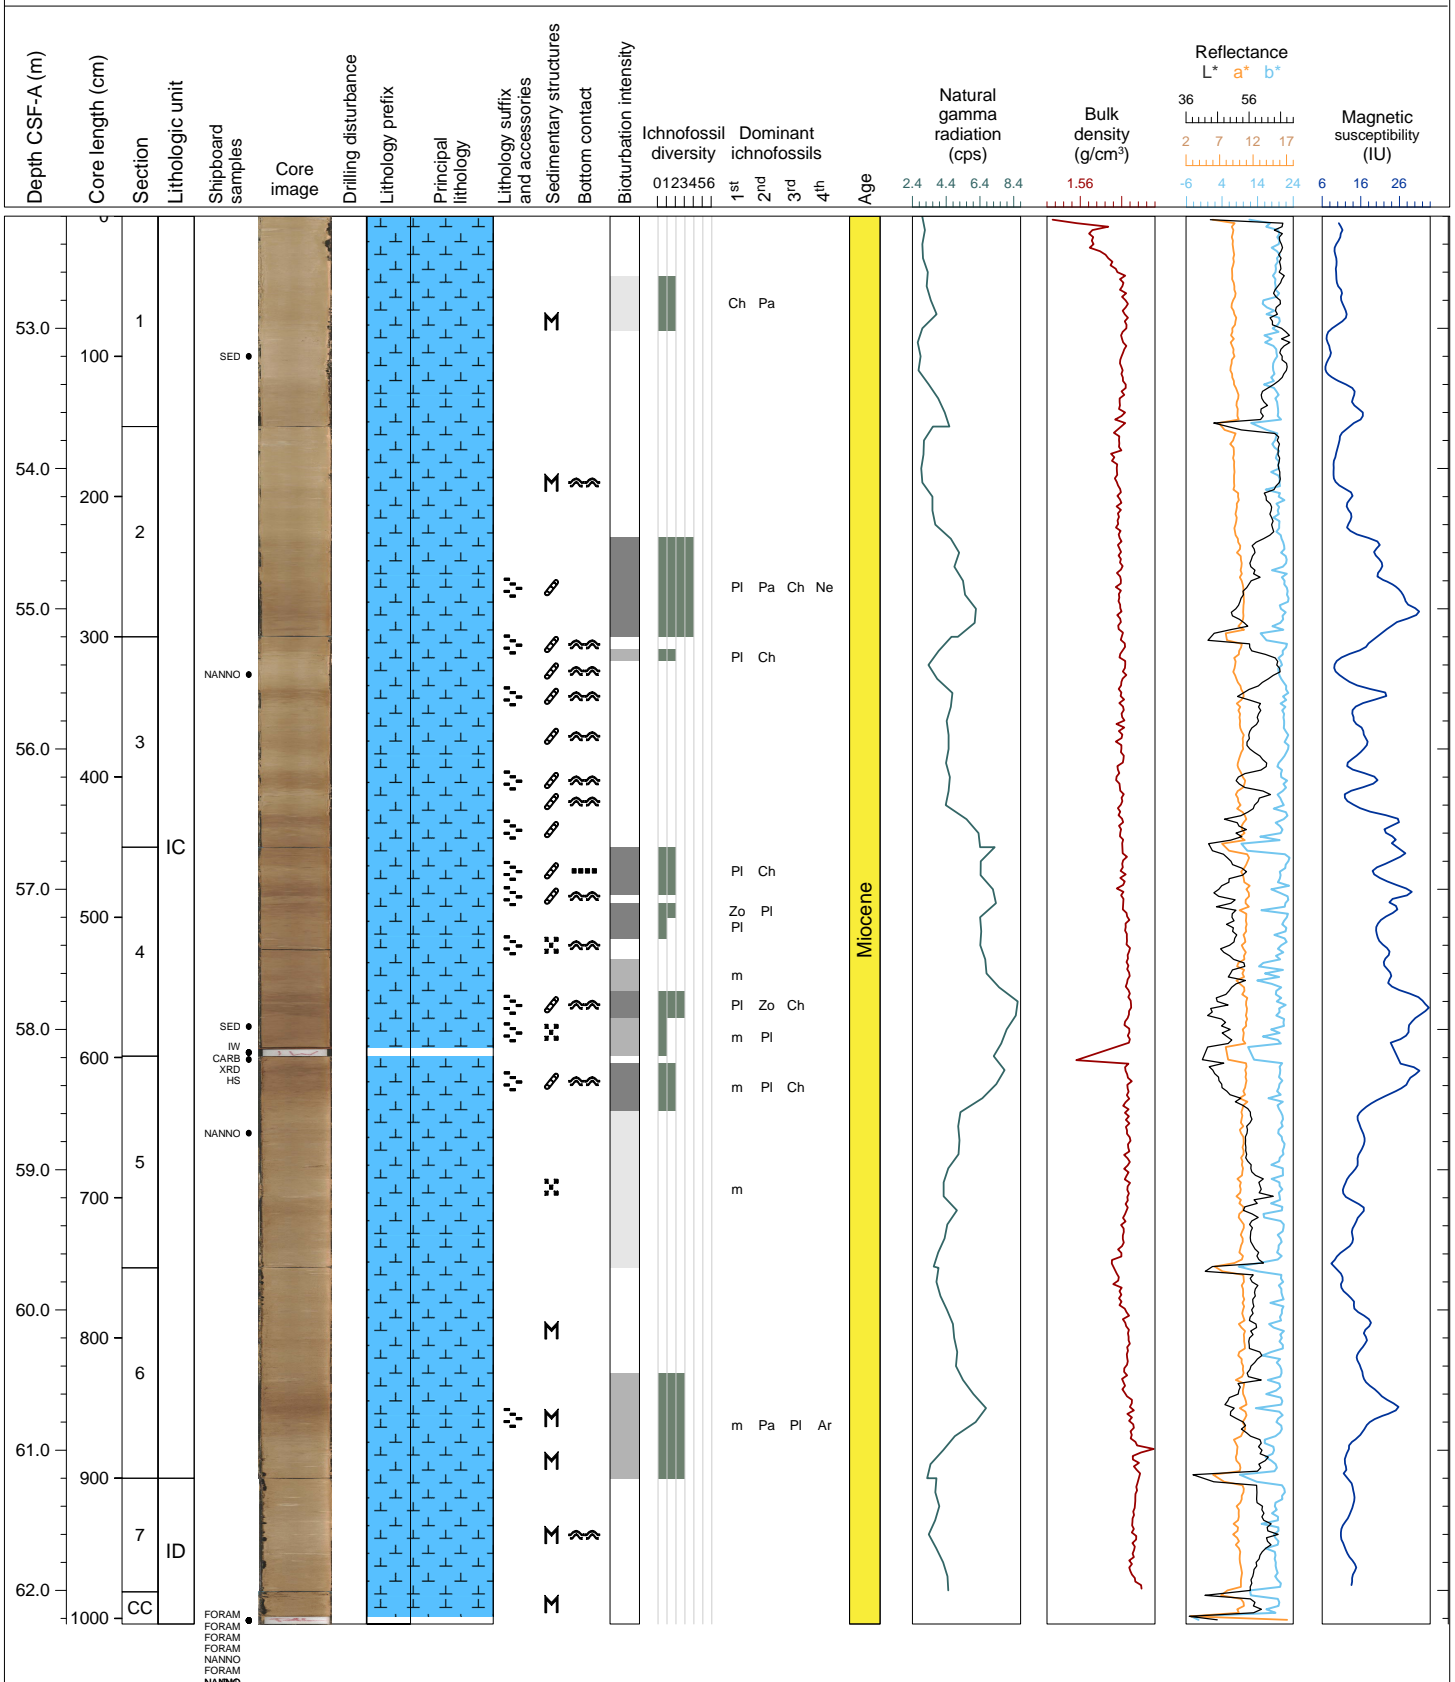 Depth CSF-A (m)
Core length (cm)
Section
Lithologic unit
Shipboard samples
Core image
Drilling disturbance
Lithology prefix
Principal lithology
Lithology suffix and accessories
Sedimentary structures
Bottom contact
Bioturbation intensity
Ichnofossil diversity
0123456
Dominant ichnofossils
1st 2nd 3rd 4th
Age
Natural gamma radiation (cps)
2.4 4.4 6.4 8.4
Bulk density (g/cm³)
1.56
Reflectance
L* a* b*
36 56
2 7 12 17
-6 4 14 24
Magnetic susceptibility (IU)
6 16 26
0
Ch Pa
1
53.0
M
100
SED
54.0
M
200
2
Pl Pa Ch Ne
55.0
300
Pl Ch
NANNO
3
56.0
400
IC
Pl Ch
57.0
Miocene
500
Zo Pl
Pl
4
m
Pl Zo Ch
58.0
SED
m Pl
IW
600
CARB
XRD
HS
m Pl Ch
NANNO
5
59.0
m
700
60.0
M
800
6
M
m Pa Pl Ar
61.0
M
900
7
M
ID
62.0
CC
M
1000
FORAM
FORAM
FORAM
FORAM
NANNO
FORAM